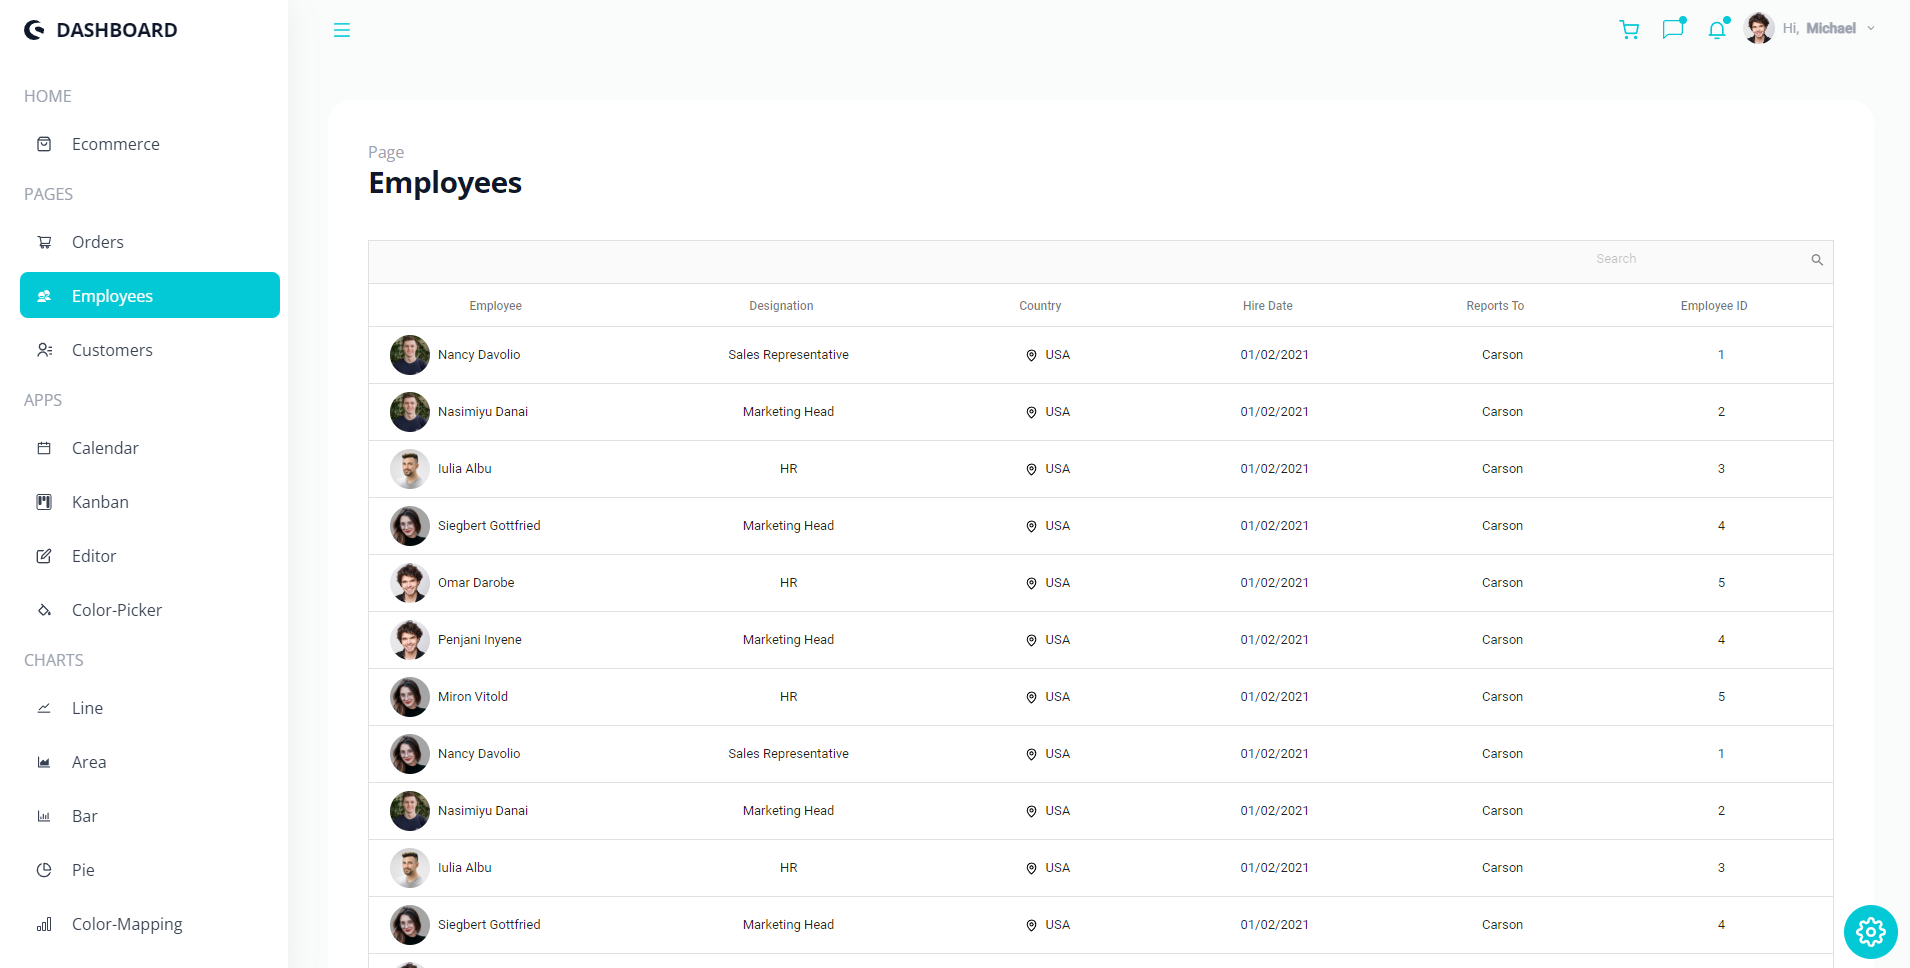 DASHBOARD
Hi, Michael
HOME
Ecommerce
PAGES
Orders
Employees
Customers
APPS
Calendar
Kanban
Editor
Color-Picker
CHARTS
Line
Area
Bar
Pie
Color-Mapping
Page
Employees
Search
Employee Designation Country Hire Date Reports To Employee ID
Nancy Davolio Sales Representative USA 01/02/2021 Carson 1
Nasimiyu Danai Marketing Head USA 01/02/2021 Carson 2
Iulia Albu HR USA 01/02/2021 Carson 3
Siegbert Gottfried Marketing Head USA 01/02/2021 Carson 4
Omar Darobe HR USA 01/02/2021 Carson 5
Penjani Inyene Marketing Head USA 01/02/2021 Carson 4
Miron Vitold HR USA 01/02/2021 Carson 5
Nancy Davolio Sales Representative USA 01/02/2021 Carson 1
Nasimiyu Danai Marketing Head USA 01/02/2021 Carson 2
Iulia Albu HR USA 01/02/2021 Carson 3
Siegbert Gottfried Marketing Head USA 01/02/2021 Carson 4